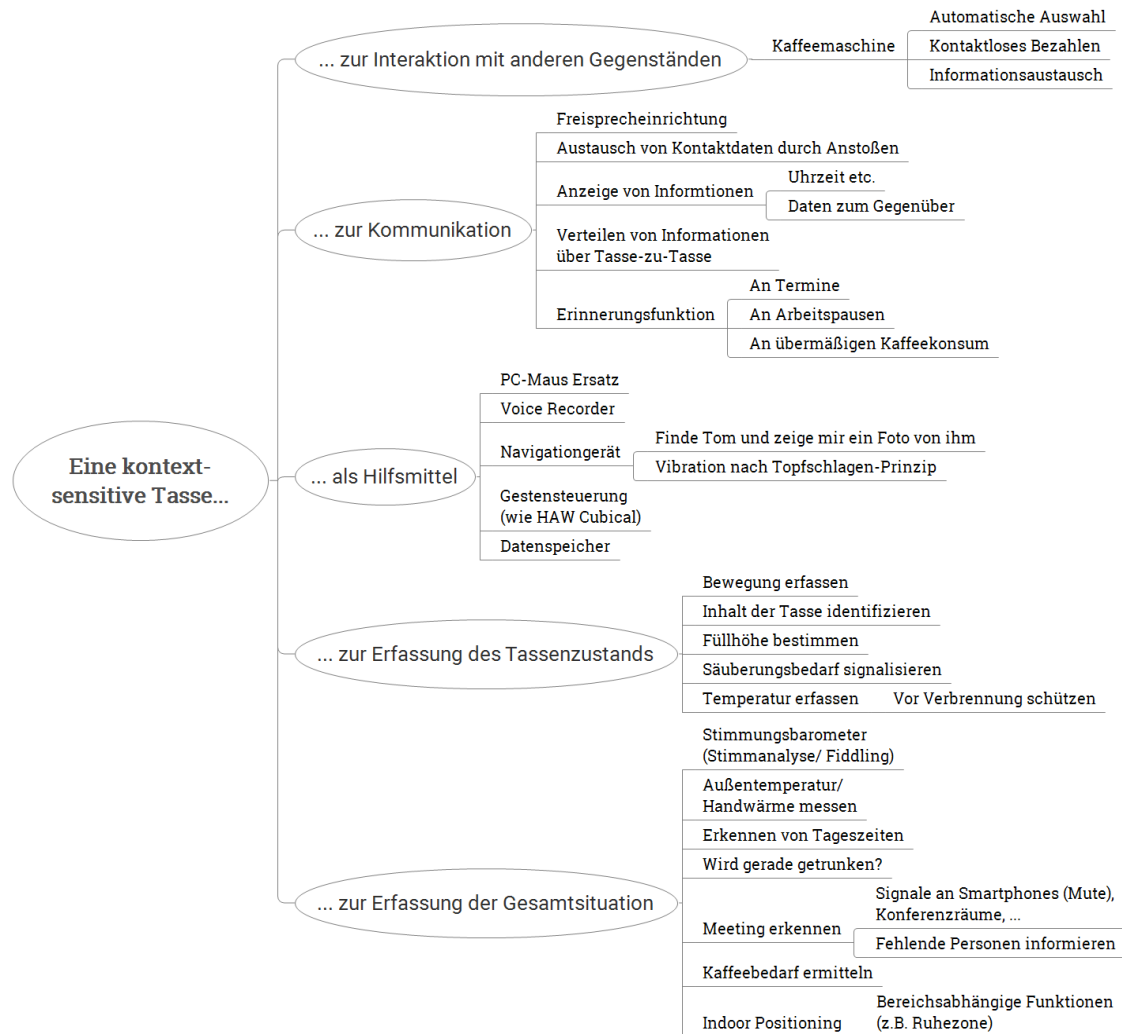 Eine kontext-
sensitive Tasse...
... zur Interaktion mit anderen Gegenständen
Kaffeemaschine
Automatische Auswahl
Kontaktloses Bezahlen
Informationsaustausch
... zur Kommunikation
Freisprecheinrichtung
Austausch von Kontaktdaten durch Anstoßen
Anzeige von Informtionen
Uhrzeit etc.
Daten zum Gegenüber
Verteilen von Informationen
über Tasse-zu-Tasse
Erinnerungsfunktion
An Termine
An Arbeitspausen
An übermäßigen Kaffeekonsum
... als Hilfsmittel
PC-Maus Ersatz
Voice Recorder
Navigationgerät
Finde Tom und zeige mir ein Foto von ihm
Vibration nach Topfschlagen-Prinzip
Gestensteuerung
(wie HAW Cubical)
Datenspeicher
... zur Erfassung des Tassenzustands
Bewegung erfassen
Inhalt der Tasse identifizieren
Füllhöhe bestimmen
Säuberungsbedarf signalisieren
Temperatur erfassen
Vor Verbrennung schützen
... zur Erfassung der Gesamtsituation
Stimmungsbarometer
(Stimmanalyse/ Fiddling)
Außentemperatur/
Handwärme messen
Erkennen von Tageszeiten
Wird gerade getrunken?
Meeting erkennen
Signale an Smartphones (Mute),
Konferenzräume, ...
Fehlende Personen informieren
Kaffeebedarf ermitteln
Indoor Positioning
Bereichsabhängige Funktionen
(z.B. Ruhezone)